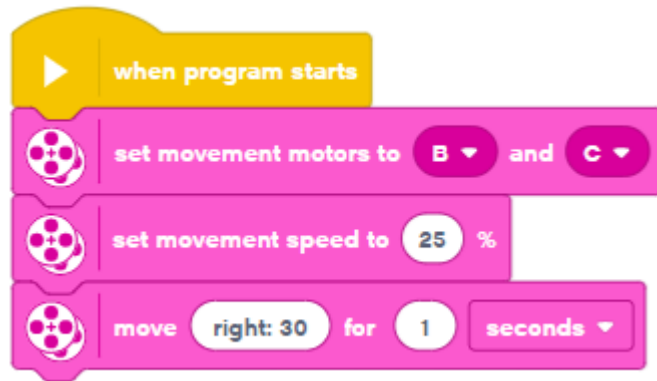 when program starts
set movement motors to B and C
set movement speed to 25 %
move right: 30 for 1 seconds